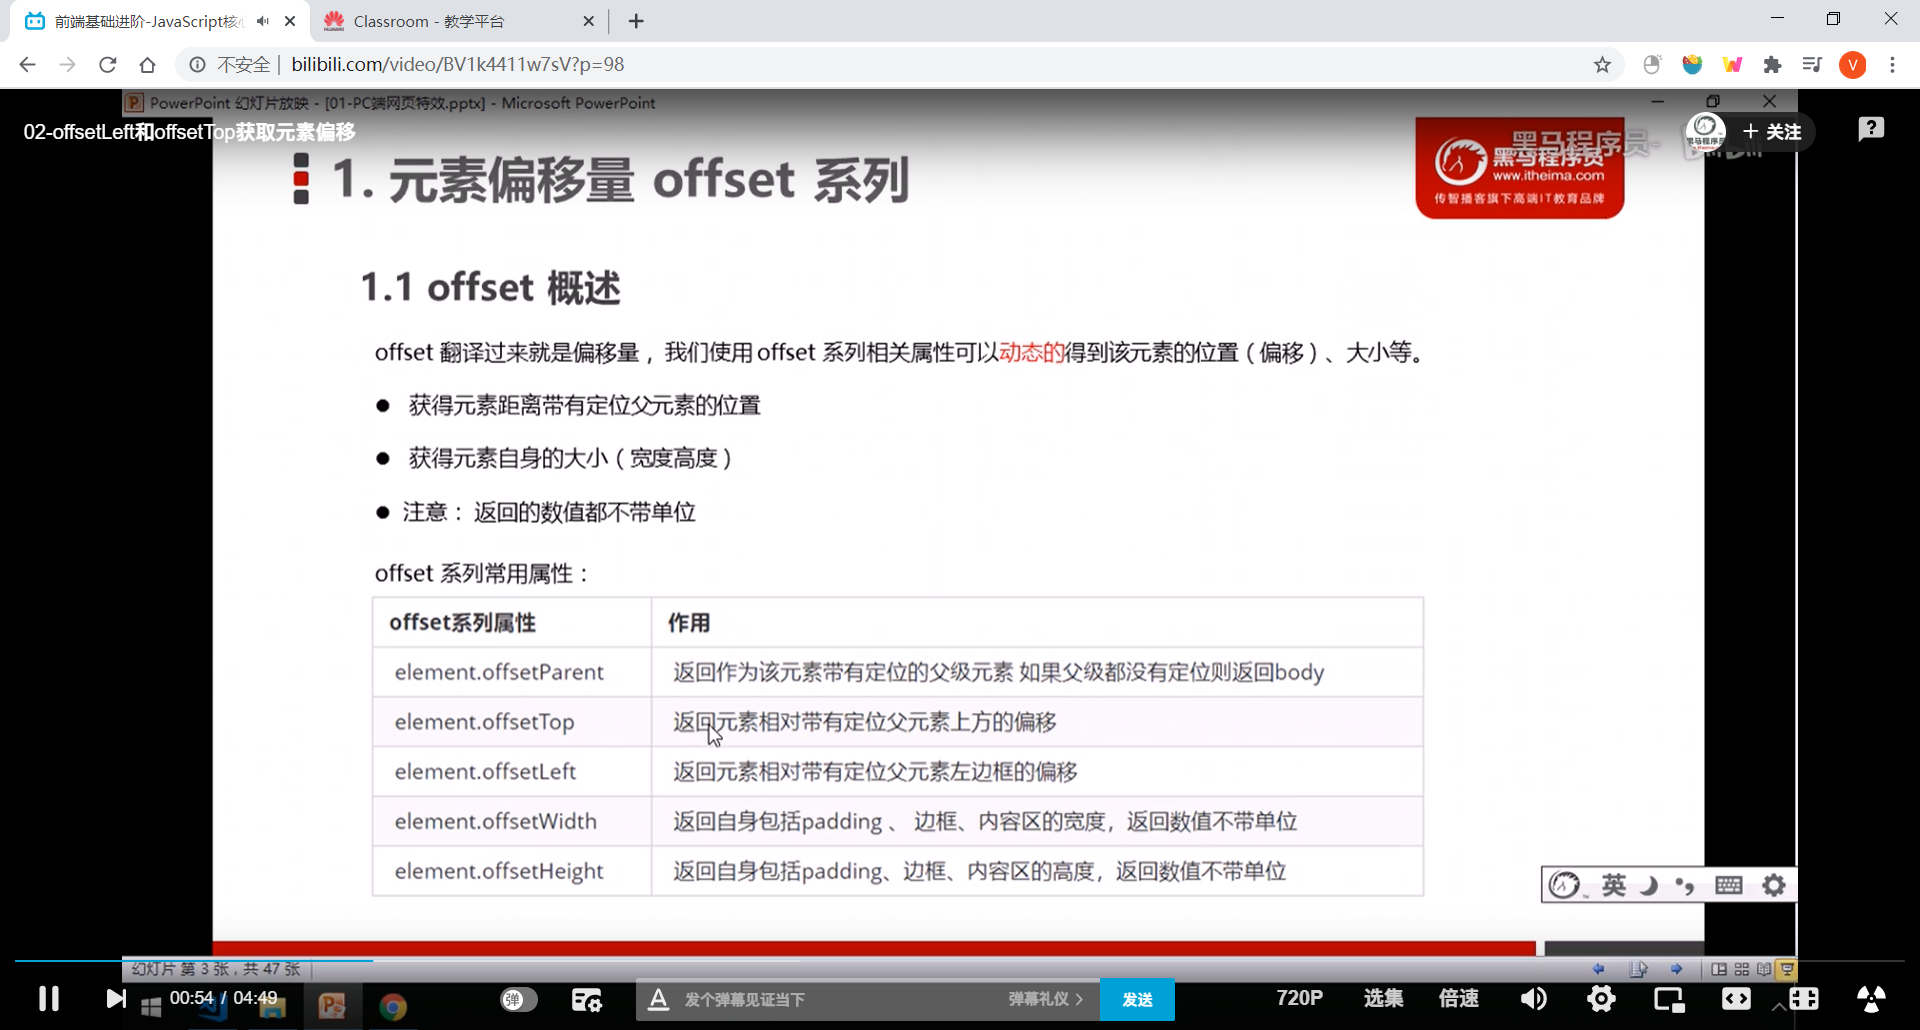 前端基础进阶-JavaScript核
Classroom - 教学平台
不安全
bilibili.com/video/BV1k4411w7sV?p=98
V
PowerPoint 幻灯片放映 - [01-PC端网页特效.pptx] - Microsoft PowerPoint
02-offsetLeft和offsetTop获取元素偏移
黑马程序员-
+ 关注
黑马程序员
www.itheima.com
传智播客旗下高端IT教育品牌
1. 元素偏移量 offset 系列
1.1 offset 概述
offset 翻译过来就是偏移量，我们使用 offset 系列相关属性可以动态的得到该元素的位置（偏移）、大小等。
● 获得元素距离带有定位父元素的位置
● 获得元素自身的大小（宽度高度）
● 注意：返回的数值都不带单位
offset 系列常用属性：
offset系列属性 作用
element.offsetParent 返回作为该元素带有定位的父级元素 如果父级都没有定位则返回body
element.offsetTop 返回元素相对带有定位父元素上方的偏移
element.offsetLeft 返回元素相对带有定位父元素左边框的偏移
element.offsetWidth 返回自身包括padding 、 边框、内容区的宽度，返回数值不带单位
element.offsetHeight 返回自身包括padding、边框、内容区的高度，返回数值不带单位
英
幻灯片 第 3 张，共 47 张
00:54 / 04:49
弹
A 发个弹幕见证当下
弹幕礼仪 >
发送
720P 选集 倍速